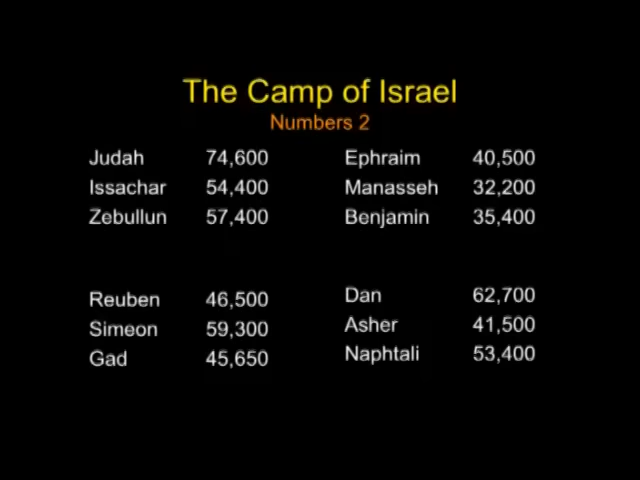 The Camp of Israel
Numbers 2
Judah 74,600
Issachar 54,400
Zebullun 57,400
Ephraim 40,500
Manasseh 32,200
Benjamin 35,400
Reuben 46,500
Simeon 59,300
Gad 45,650
Dan 62,700
Asher 41,500
Naphtali 53,400